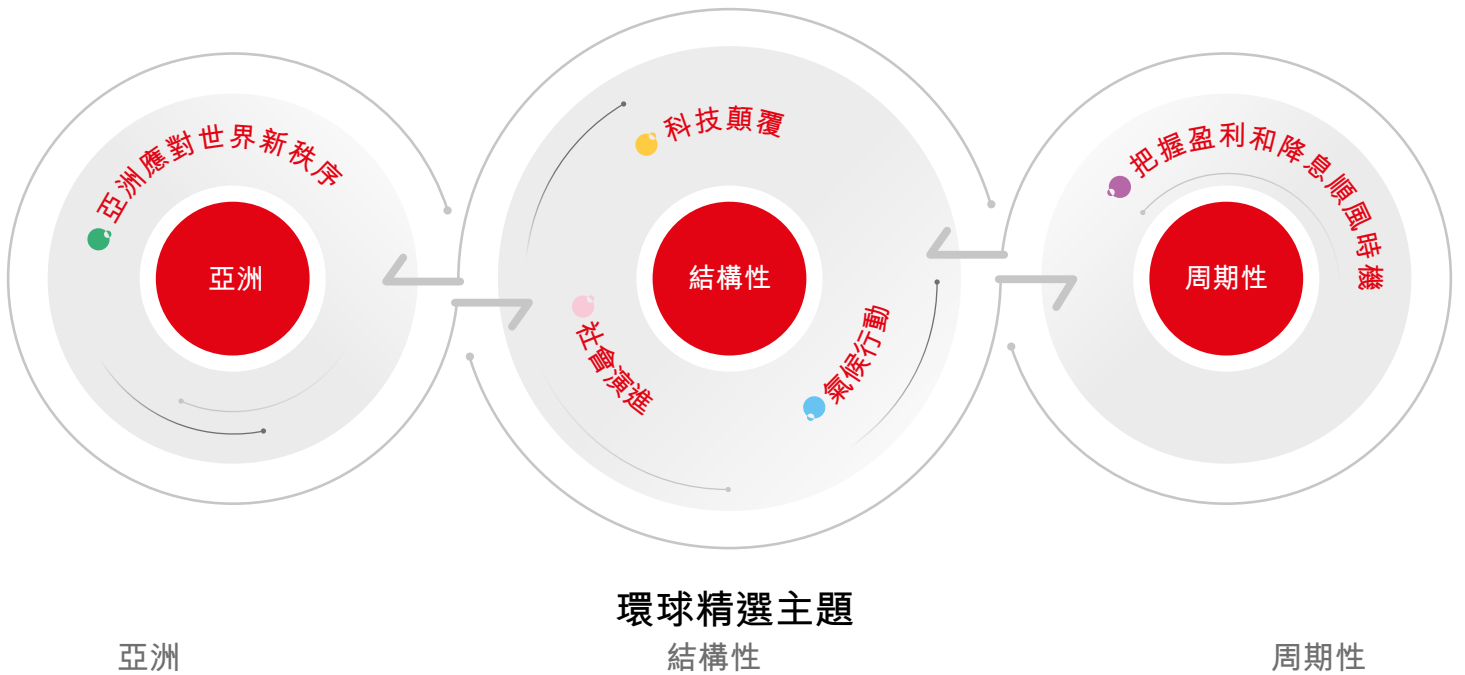 亞洲應對世界新秩序
亞洲
科技顛覆
結構性
社會演進
氣候行動
把握盈利和降息順風時機
周期性
環球精選主題
亞洲
結構性
周期性